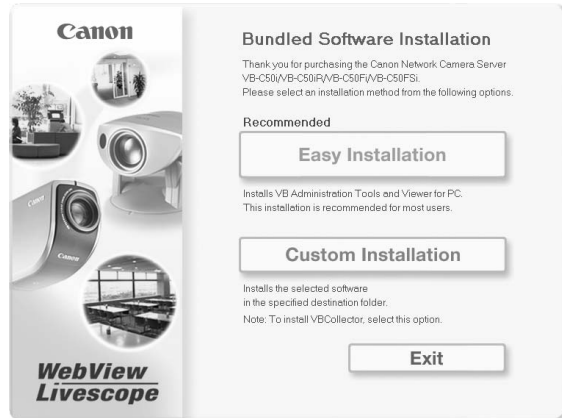 Canon
Bundled Software Installation
Thank you for purchasing the Canon Network Camera Server
VB-C50i/VB-C50iR/VB-C50Fi/VB-C50FSi.
Please select an installation method from the following options.
Recommended
Easy Installation
Installs VB Administration Tools and Viewer for PC.
This installation is recommended for most users.
Custom Installation
Installs the selected software
in the specified destination folder.
Note: To install VBCollector, select this option.
Exit
Canon
Canon
WebView
Livescope